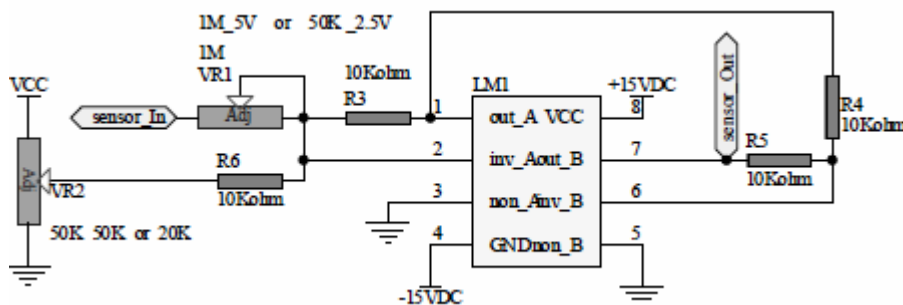 1M_5V or 50K_2.5V
1M
VR1
VCC
10Kohm
R3
LM1
+15VDC
sensor_Out
sensor_In
Adj
1
out_A VCC
8
R4
10Kohm
2
inv_Aout_B
7
R5
10Kohm
R6
10Kohm
Adj
VR2
3
non_Ainv_B
6
50K 50K or 20K
4
GNDnon_B
5
-15VDC